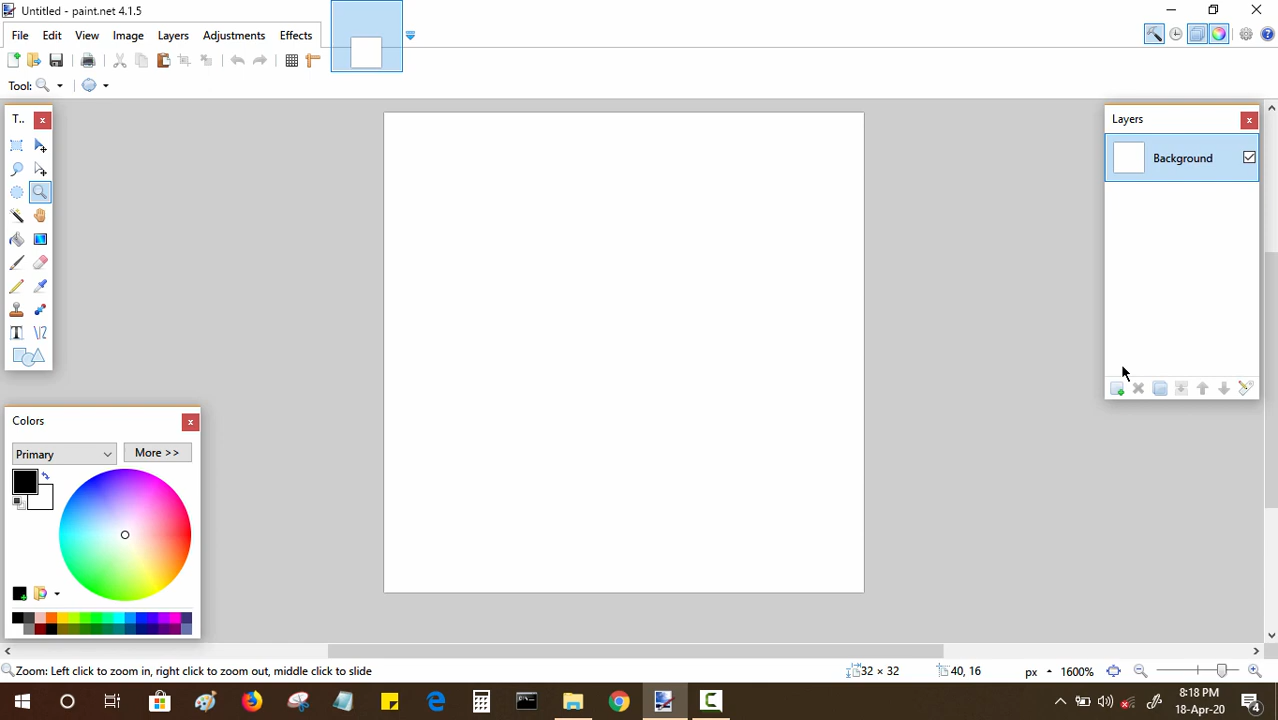 Untitled - paint.net 4.1.5
File Edit View Image Layers Adjustments Effects
Tool:
T..
Layers
Background
Colors
Primary
More >>
Zoom: Left click to zoom in, right click to zoom out, middle click to slide
32 × 32
40, 16
px
1600%
8:18 PM
18-Apr-20
4